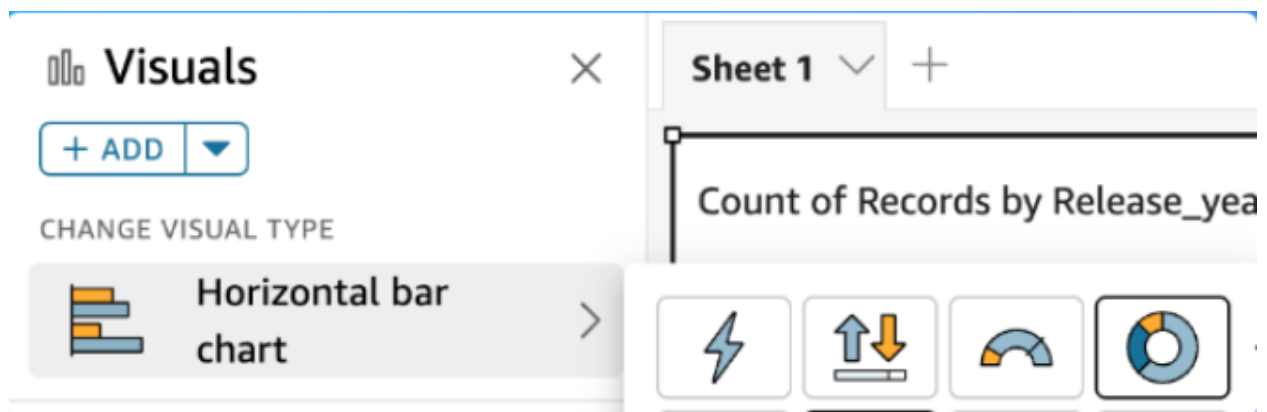 Visuals
Sheet 1
+ ADD
Count of Records by Release_yea
CHANGE VISUAL TYPE
Horizontal bar
chart